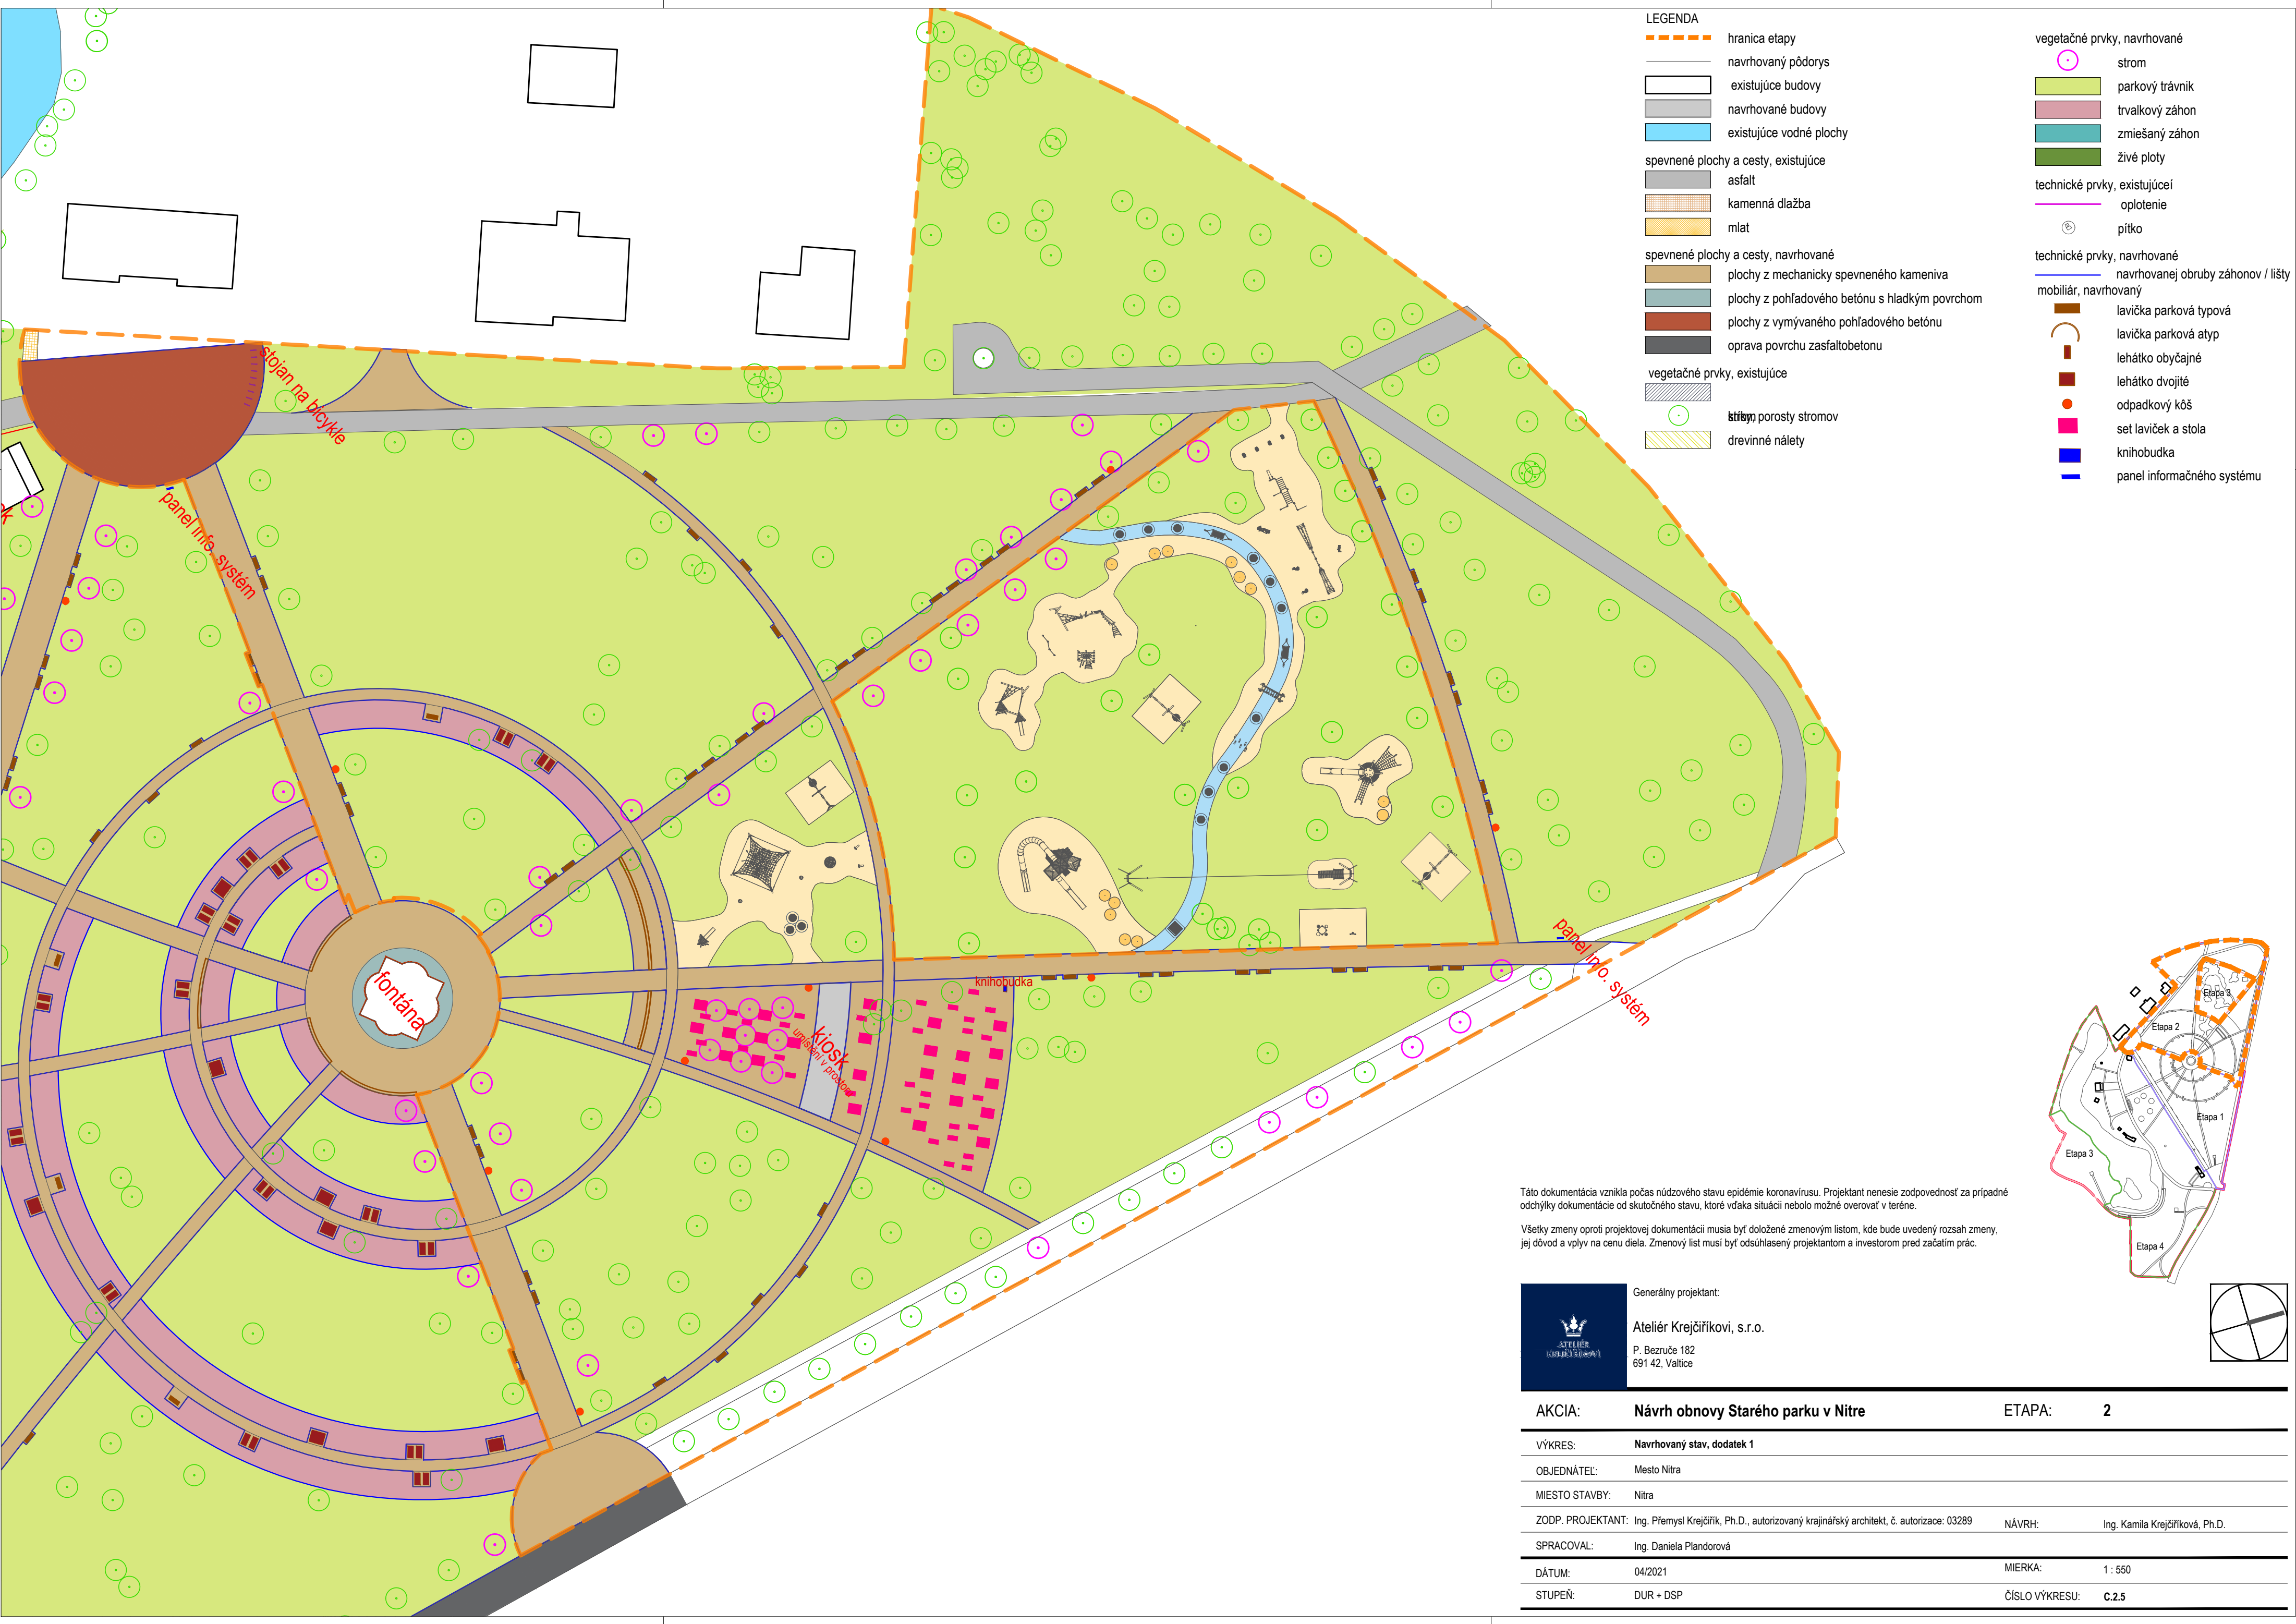 LEGENDA
hranica etapy
navrhovaný pôdorys
existujúce budovy
navrhované budovy
existujúce vodné plochy
spevnené plochy a cesty, existujúce
asfalt
kamenná dlažba
mlat
spevnené plochy a cesty, navrhované
plochy z mechanicky spevneného kameniva
plochy z pohľadového betónu s hladkým povrchom
plochy z vymývaného pohľadového betónu
oprava povrchu zasfaltobetonu
vegetačné prvky, existujúce
porasty stromov
drevinné nálety
vegetačné prvky, navrhované
strom
parkový trávnik
trvalkový záhon
zmiešaný záhon
živé ploty
technické prvky, existujúceí
oplotenie
pítko
technické prvky, navrhované
navrhovanej obruby záhonov / lišty
mobiliár, navrhovaný
lavička parková typová
lavička parková atyp
lehátko obyčajné
lehátko dvojité
odpadkový kôš
set lavičiek a stola
knihobudka
panel informačného systému
stojan na bicykle
panel info. systém
fontána
knihobudka
kiosk
umístění v prostoru
panel info. systém
Etapa 3
Etapa 2
Etapa 1
Etapa 3
Etapa 4
Táto dokumentácia vznikla počas núdzového stavu epidémie koronavírusu. Projektant nenesie zodpovednosť za prípadné
odchýlky dokumentácie od skutočného stavu, ktoré vďaka situácii nebolo možné overovať v teréne.
Všetky zmeny oproti projektovej dokumentácii musia byť doložené zmenovým listom, kde bude uvedený rozsah zmeny,
jej dôvod a vplyv na cenu diela. Zmenový list musí byť odsúhlasený projektantom a investorom pred začatím prác.
ATELIÉR
KREJČIŘÍKOVI
Generálny projektant:
Ateliér Krejčiříkovi, s.r.o.
P. Bezruče 182
691 42, Valtice
AKCIA: Návrh obnovy Starého parku v Nitre ETAPA: 2
VÝKRES: Navrhovaný stav, dodatek 1
OBJEDNÁTEĽ: Mesto Nitra
MIESTO STAVBY: Nitra
ZODP. PROJEKTANT: Ing. Přemysl Krejčiřík, Ph.D., autorizovaný krajinářský architekt, č. autorizace: 03289 NÁVRH: Ing. Kamila Krejčiříková, Ph.D.
SPRACOVAL: Ing. Daniela Plandorová
DÁTUM: 04/2021 MIERKA: 1 : 550
STUPEŇ: DUR + DSP ČÍSLO VÝKRESU: C.2.5